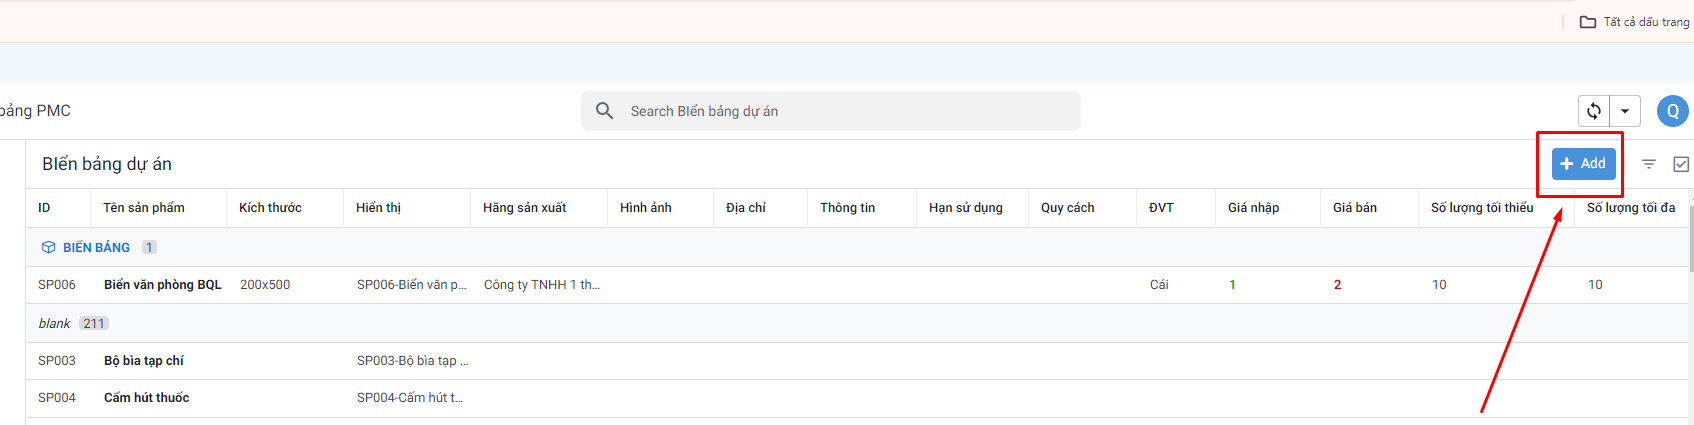 Tất cả dấu trang
bảng PMC
Search BIển bảng dự án
Q
BIển bảng dự án
Add
ID Tên sản phẩm Kích thước Hiển thị Hãng sản xuất Hình ảnh Địa chỉ Thông tin Hạn sử dụng Quy cách ĐVT Giá nhập Giá bán Số lượng tối thiểu Số lượng tối đa
BIỂN BẢNG 1
SP006 Biển văn phòng BQL 200x500 SP006-Biển văn p... Công ty TNHH 1 th... Cái 1 2 10 10
blank 211
SP003 Bộ bìa tạp chí SP003-Bộ bìa tạp ...
SP004 Cấm hút thuốc SP004-Cấm hút t...